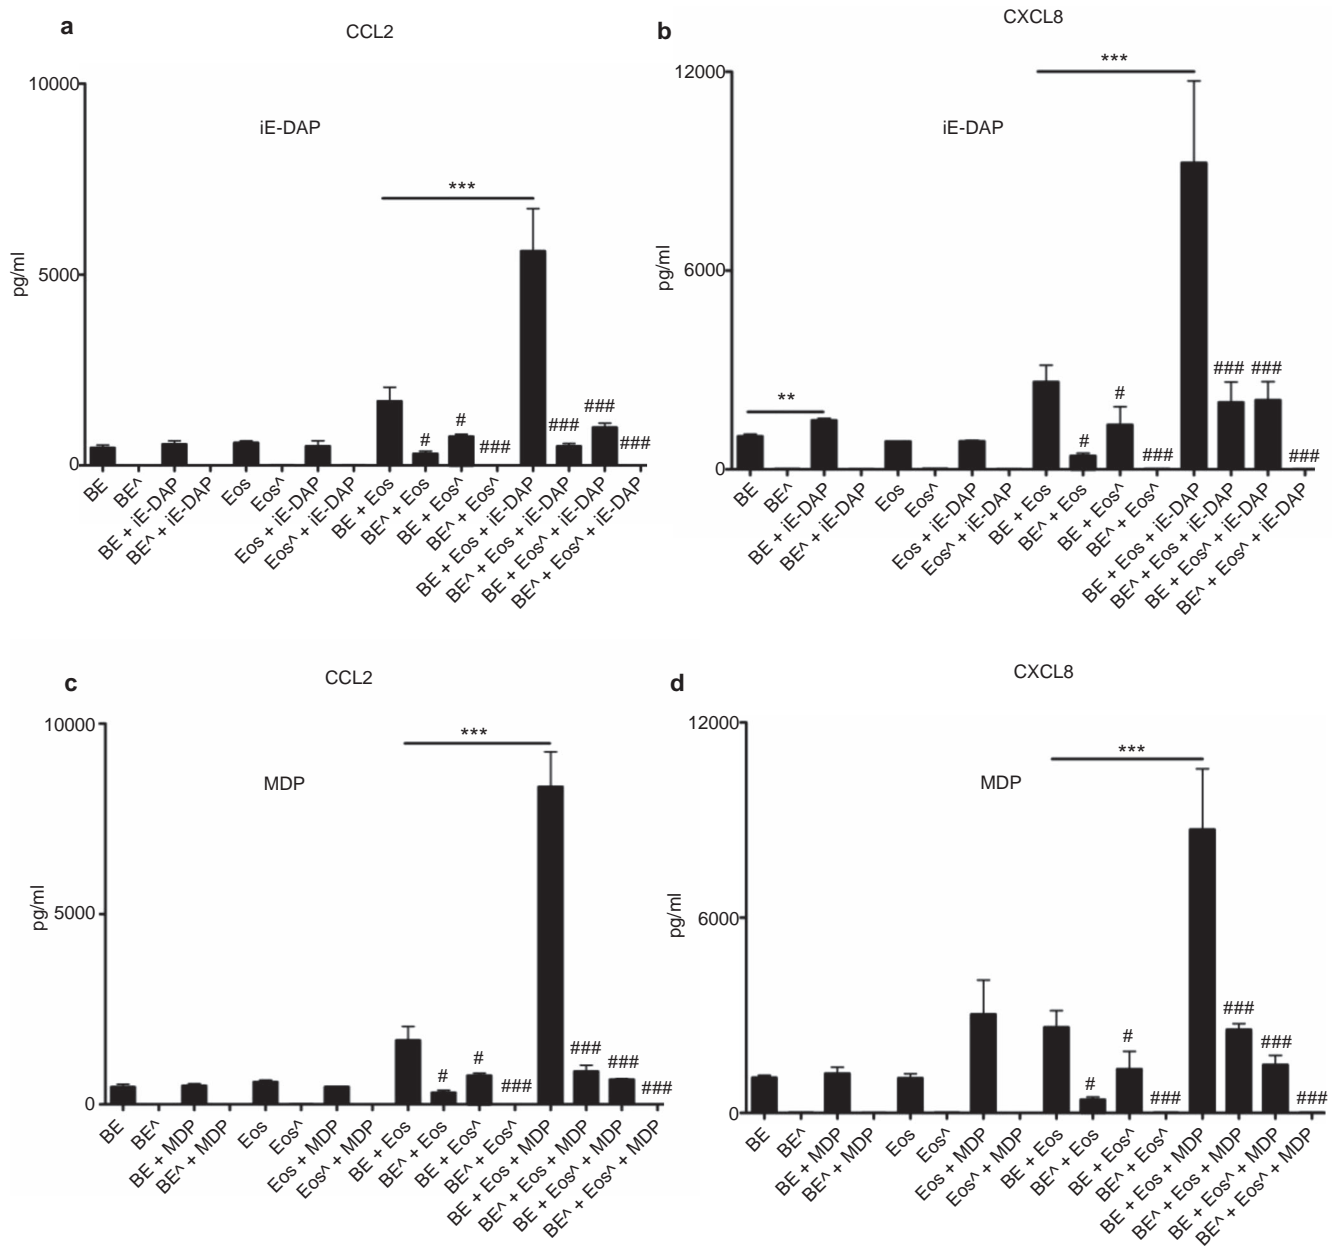 a
CCL2
10000
iE-DAP
***
pg/ml
5000
#
#
###
###
###
###
0
BE
BE^
BE + iE-DAP
BE^ + iE-DAP
Eos
Eos^
Eos + iE-DAP
Eos^ + iE-DAP
BE + Eos
BE^ + Eos
BE + Eos^
BE^ + Eos^
BE + Eos + iE-DAP
BE^ + Eos + iE-DAP
BE + Eos^ + iE-DAP
BE^ + Eos^ + iE-DAP
b
CXCL8
12000
***
iE-DAP
pg/ml
6000
**
#
#
###
###
###
###
0
BE
BE^
BE + iE-DAP
BE^ + iE-DAP
Eos
Eos^
Eos + iE-DAP
Eos^ + iE-DAP
BE + Eos
BE^ + Eos
BE + Eos^
BE^ + Eos^
BE + Eos + iE-DAP
BE^ + Eos + iE-DAP
BE + Eos^ + iE-DAP
BE^ + Eos^ + iE-DAP
c
CCL2
10000
***
MDP
pg/ml
5000
#
#
###
###
###
###
0
BE
BE^
BE + MDP
BE^ + MDP
Eos
Eos^
Eos + MDP
Eos^ + MDP
BE + Eos
BE^ + Eos
BE + Eos^
BE^ + Eos^
BE + Eos + MDP
BE^ + Eos + MDP
BE + Eos^ + MDP
BE^ + Eos^ + MDP
d
CXCL8
12000
***
MDP
pg/ml
6000
#
#
###
###
###
###
0
BE
BE^
BE + MDP
BE^ + MDP
Eos
Eos^
Eos + MDP
Eos^ + MDP
BE + Eos
BE^ + Eos
BE + Eos^
BE^ + Eos^
BE + Eos + MDP
BE^ + Eos + MDP
BE + Eos^ + MDP
BE^ + Eos^ + MDP